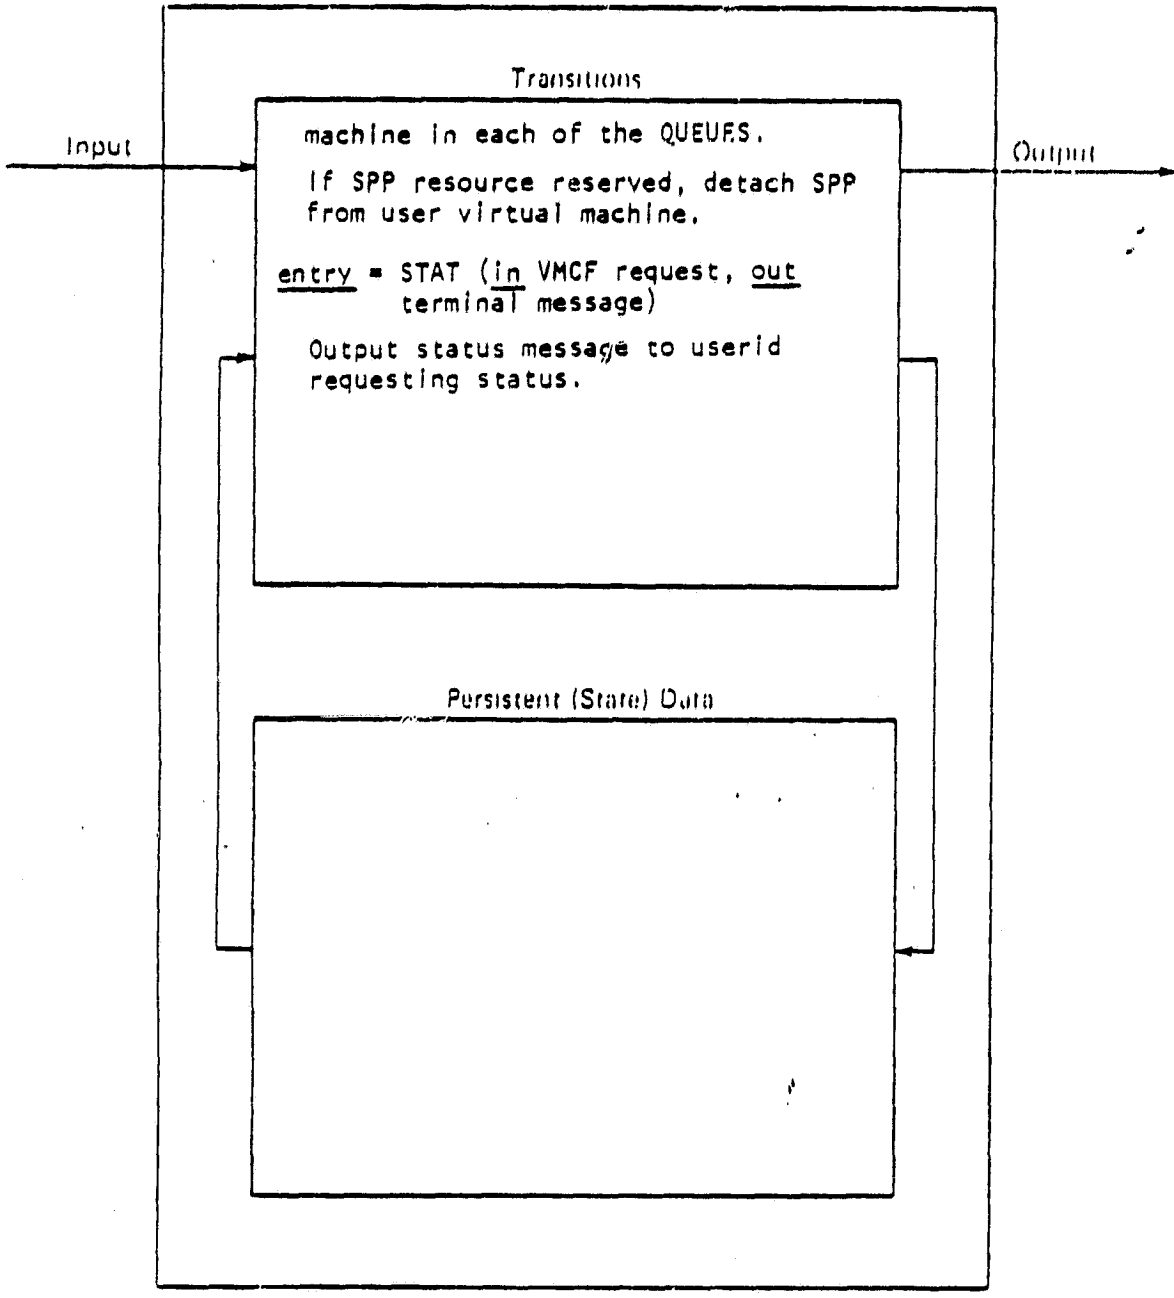 Transitions
Input
Output
machine in each of the QUEUES.
If SPP resource reserved, detach SPP
from user virtual machine.
entry = STAT (in VMCF request, out
terminal message)
Output status message to userid
requesting status.
Persistent (State) Data